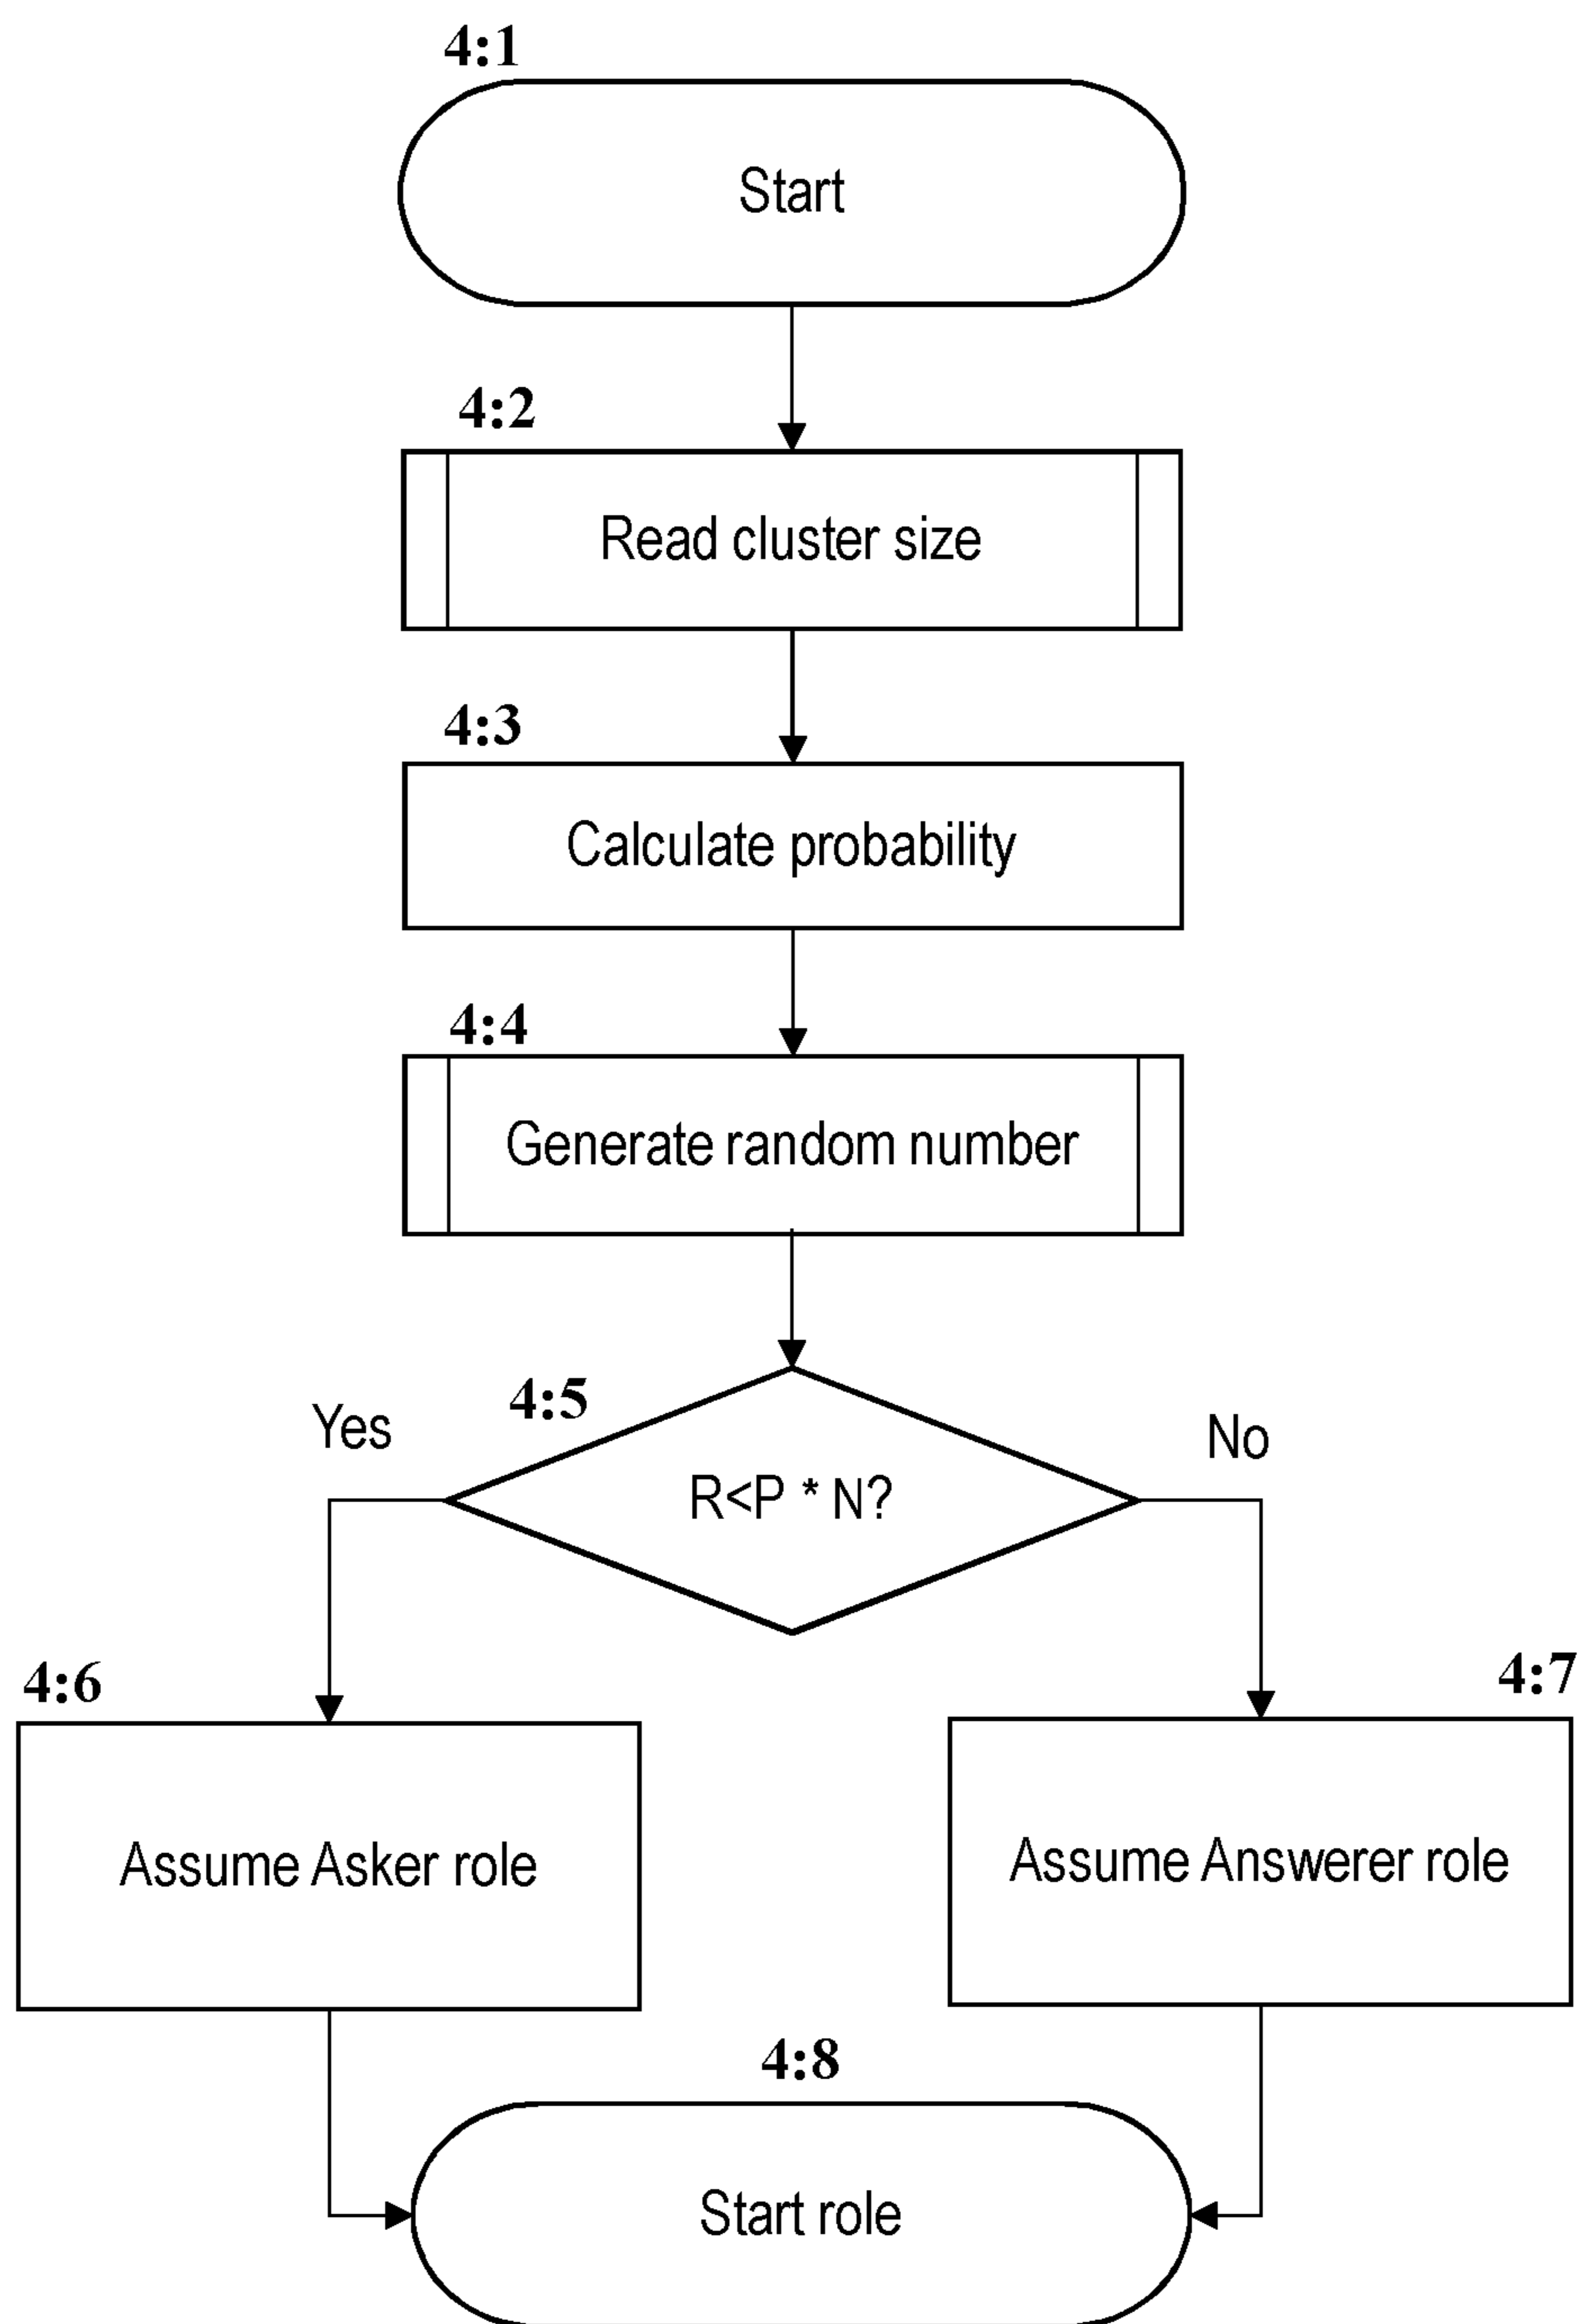 4:1
Start
4:2
Read cluster size
4:3
Calculate probability
4:4
Generate random number
4:5
Yes
No
R<P * N?
4:6
4:7
Assume Asker role
Assume Answerer role
4:8
Start role